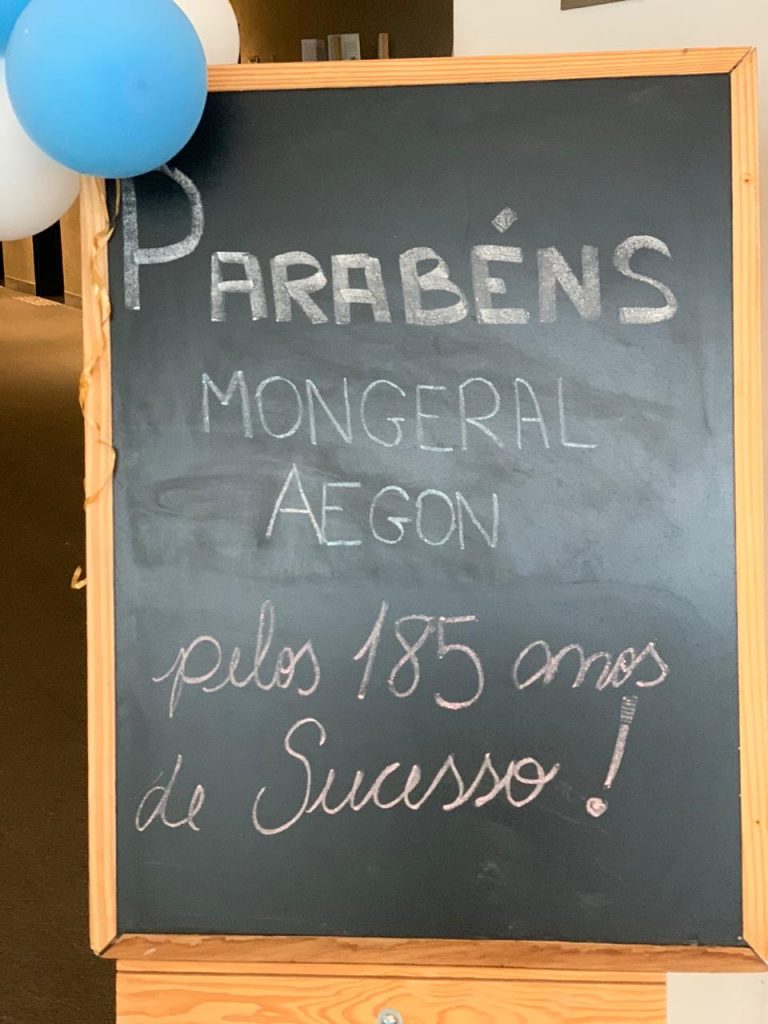 PARABÉNS
MONGERAL
AEGON
pelos 185 anos
de Sucesso!